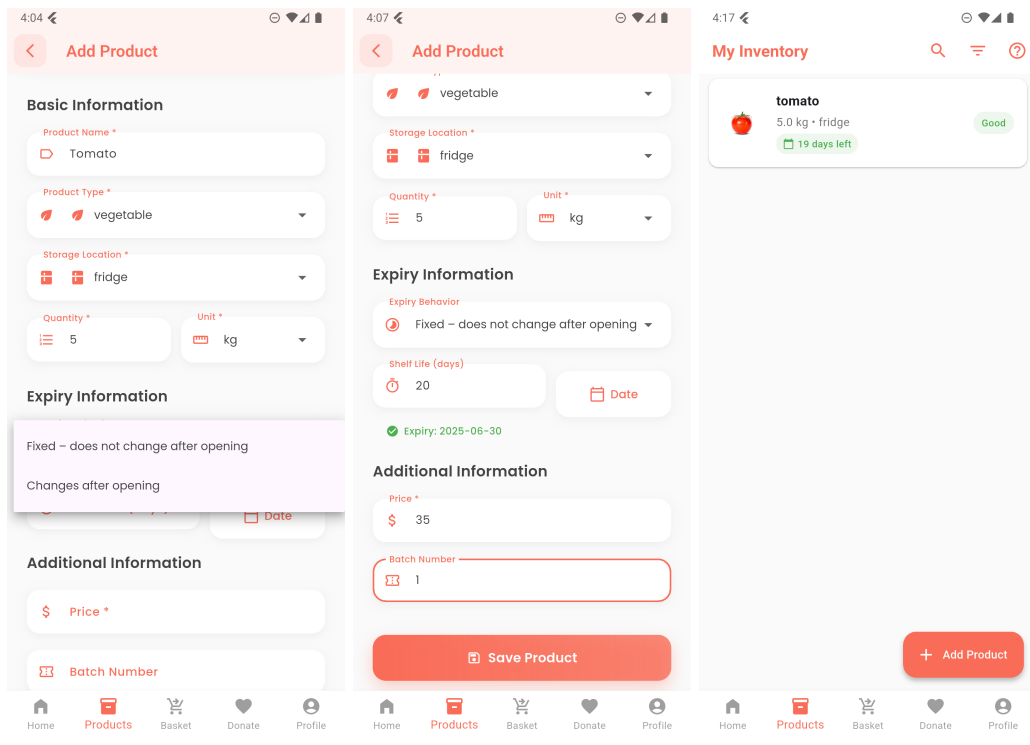 4:04
Add Product
Basic Information
Product Name *
Tomato
Product Type *
vegetable
Storage Location *
fridge
Quantity *
5
Unit *
kg
Expiry Information
Fixed – does not change after opening
Changes after opening
Date
Additional Information
Price *
Batch Number
Home
Products
Basket
Donate
Profile
4:07
Add Product
vegetable
Storage Location *
fridge
Quantity *
5
Unit *
kg
Expiry Information
Expiry Behavior
Fixed – does not change after opening
Shelf Life (days)
20
Date
Expiry: 2025-06-30
Additional Information
Price *
$ 35
Batch Number
1
Save Product
Home
Products
Basket
Donate
Profile
4:17
My Inventory
tomato
5.0 kg • fridge
Good
19 days left
+ Add Product
Home
Products
Basket
Donate
Profile